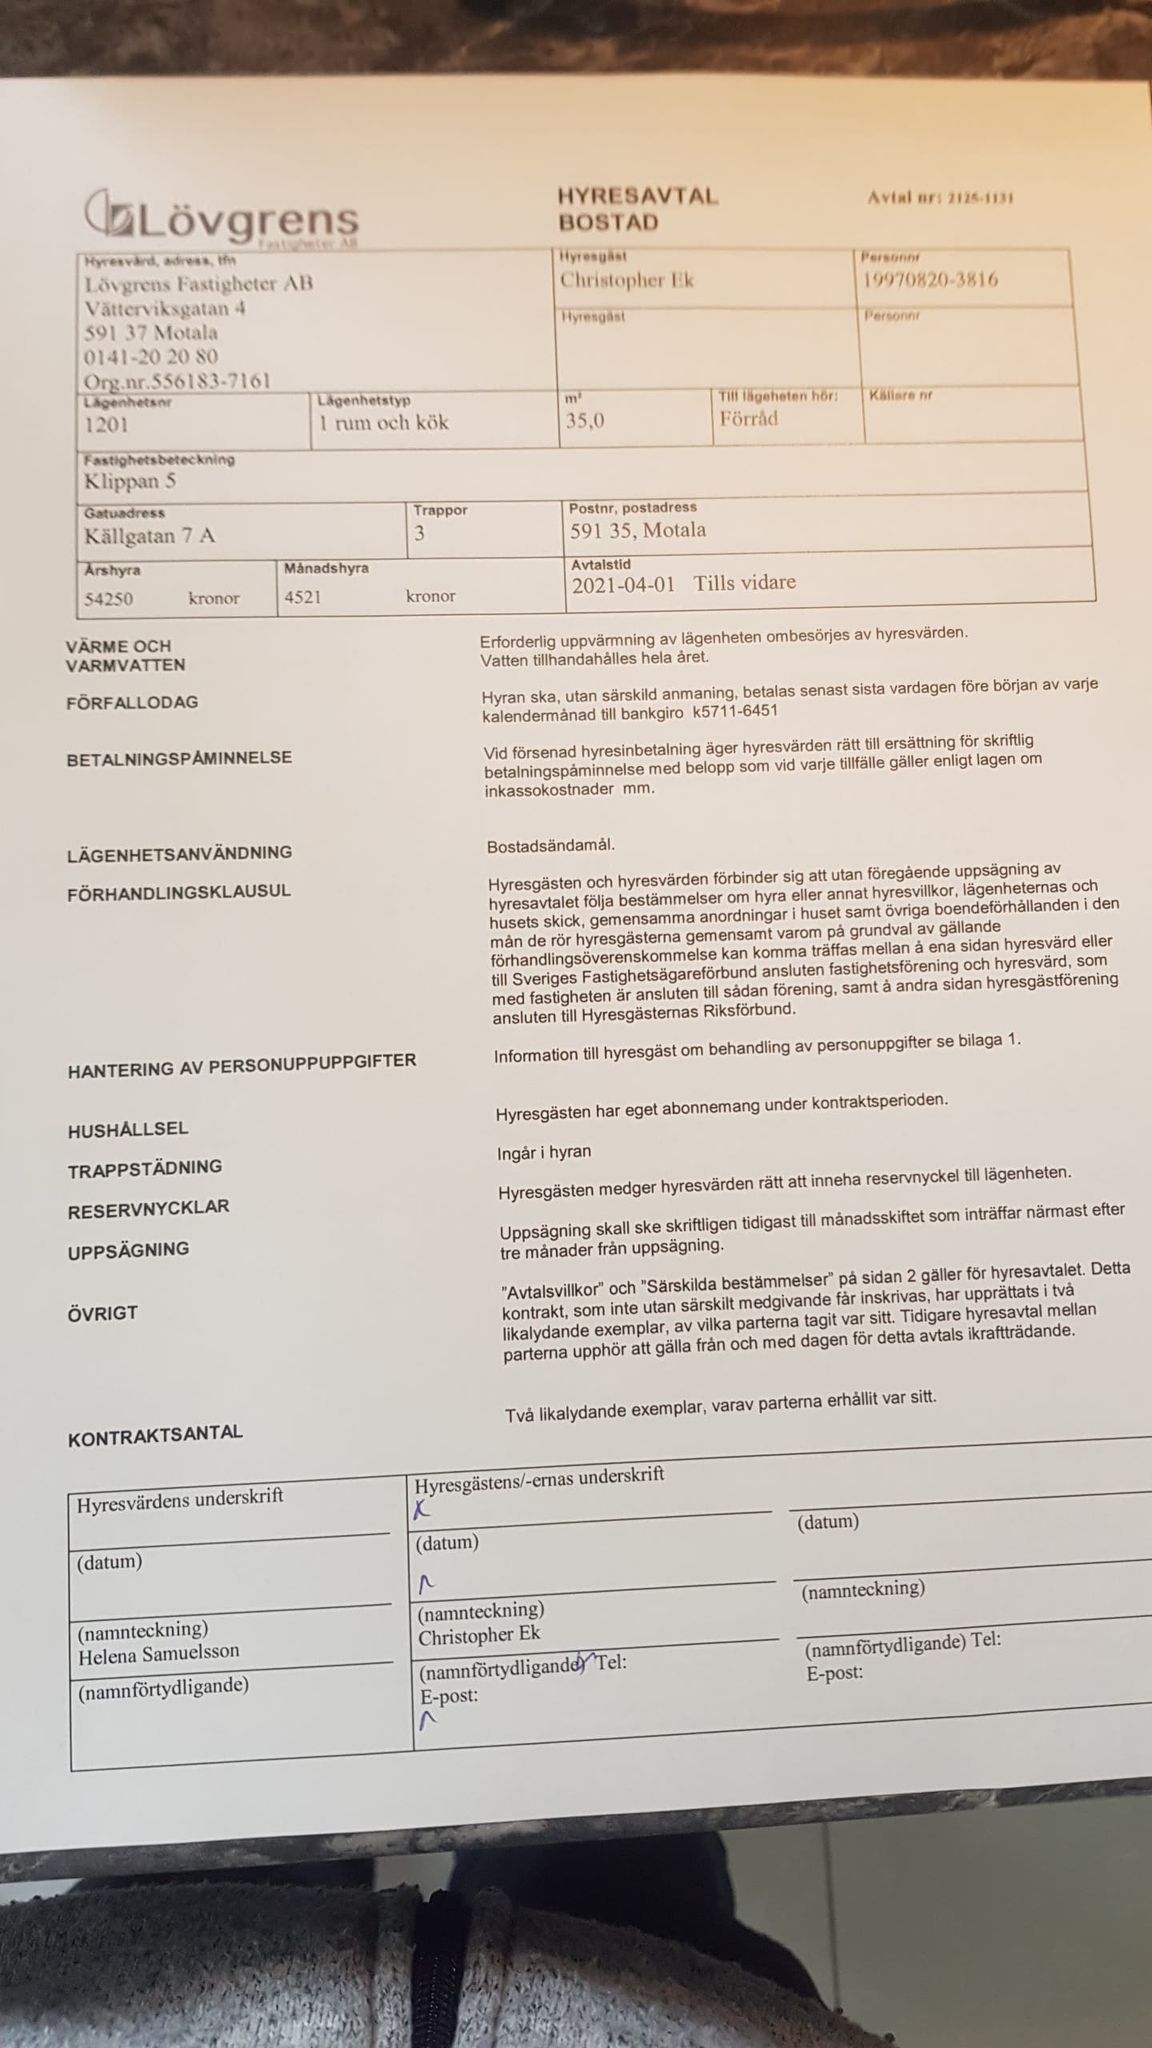 Lövgrens
Fastigheter AB
HYRESAVTAL
BOSTAD
Avtal nr: 2125-1131
Hyresvärd, adress, tfn
Lövgrens Fastigheter AB
Vätterviksgatan 4
591 37 Motala
0141-20 20 80
Org.nr.556183-7161
Hyresgäst
Christopher Ek
Personnr
19970820-3816
Hyresgäst
Personnr
Lägenhetsnr
1201
Lägenhetstyp
1 rum och kök
m²
35,0
Till lägeheten hör:
Förråd
Källare nr
Fastighetsbeteckning
Klippan 5
Gatuadress
Källgatan 7 A
Trappor
3
Postnr, postadress
591 35, Motala
Årshyra
54250 kronor
Månadshyra
4521 kronor
Avtalstid
2021-04-01 Tills vidare
VÄRME OCH
VARMVATTEN
Erforderlig uppvärmning av lägenheten ombesörjes av hyresvärden.
Vatten tillhandahålles hela året.
FÖRFALLODAG
Hyran ska, utan särskild anmaning, betalas senast sista vardagen före början av varje
kalendermånad till bankgiro k5711-6451
BETALNINGSPÅMINNELSE
Vid försenad hyresinbetalning äger hyresvärden rätt till ersättning för skriftlig
betalningspåminnelse med belopp som vid varje tillfälle gäller enligt lagen om
inkassokostnader mm.
LÄGENHETSANVÄNDNING
Bostadsändamål.
FÖRHANDLINGSKLAUSUL
Hyresgästen och hyresvärden förbinder sig att utan föregående uppsägning av
hyresavtalet följa bestämmelser om hyra eller annat hyresvillkor, lägenheternas och
husets skick, gemensamma anordningar i huset samt övriga boendeförhållanden i den
mån de rör hyresgästerna gemensamt varom på grundval av gällande
förhandlingsöverenskommelse kan komma träffas mellan å ena sidan hyresvärd eller
till Sveriges Fastighetsägareförbund ansluten fastighetsförening och hyresvärd, som
med fastigheten är ansluten till sådan förening, samt å andra sidan hyresgästförening
ansluten till Hyresgästernas Riksförbund.
HANTERING AV PERSONUPPUPPGIFTER
Information till hyresgäst om behandling av personuppgifter se bilaga 1.
HUSHÅLLSEL
Hyresgästen har eget abonnemang under kontraktsperioden.
TRAPPSTÄDNING
Ingår i hyran
RESERVNYCKLAR
Hyresgästen medger hyresvärden rätt att inneha reservnyckel till lägenheten.
UPPSÄGNING
Uppsägning skall ske skriftligen tidigast till månadsskiftet som inträffar närmast efter
tre månader från uppsägning.
ÖVRIGT
"Avtalsvillkor" och "Särskilda bestämmelser" på sidan 2 gäller för hyresavtalet. Detta
kontrakt, som inte utan särskilt medgivande får inskrivas, har upprättats i två
likalydande exemplar, av vilka parterna tagit var sitt. Tidigare hyresavtal mellan
parterna upphör att gälla från och med dagen för detta avtals ikraftträdande.
KONTRAKTSANTAL
Två likalydande exemplar, varav parterna erhållit var sitt.
Hyresvärdens underskrift
(datum)
(namnteckning)
Helena Samuelsson
(namnförtydligande)
Hyresgästens/-ernas underskrift
x
(datum)
(namnteckning)
Christopher Ek
(namnförtydligande) Tel:
E-post:
(datum)
(namnteckning)
(namnförtydligande) Tel:
E-post: